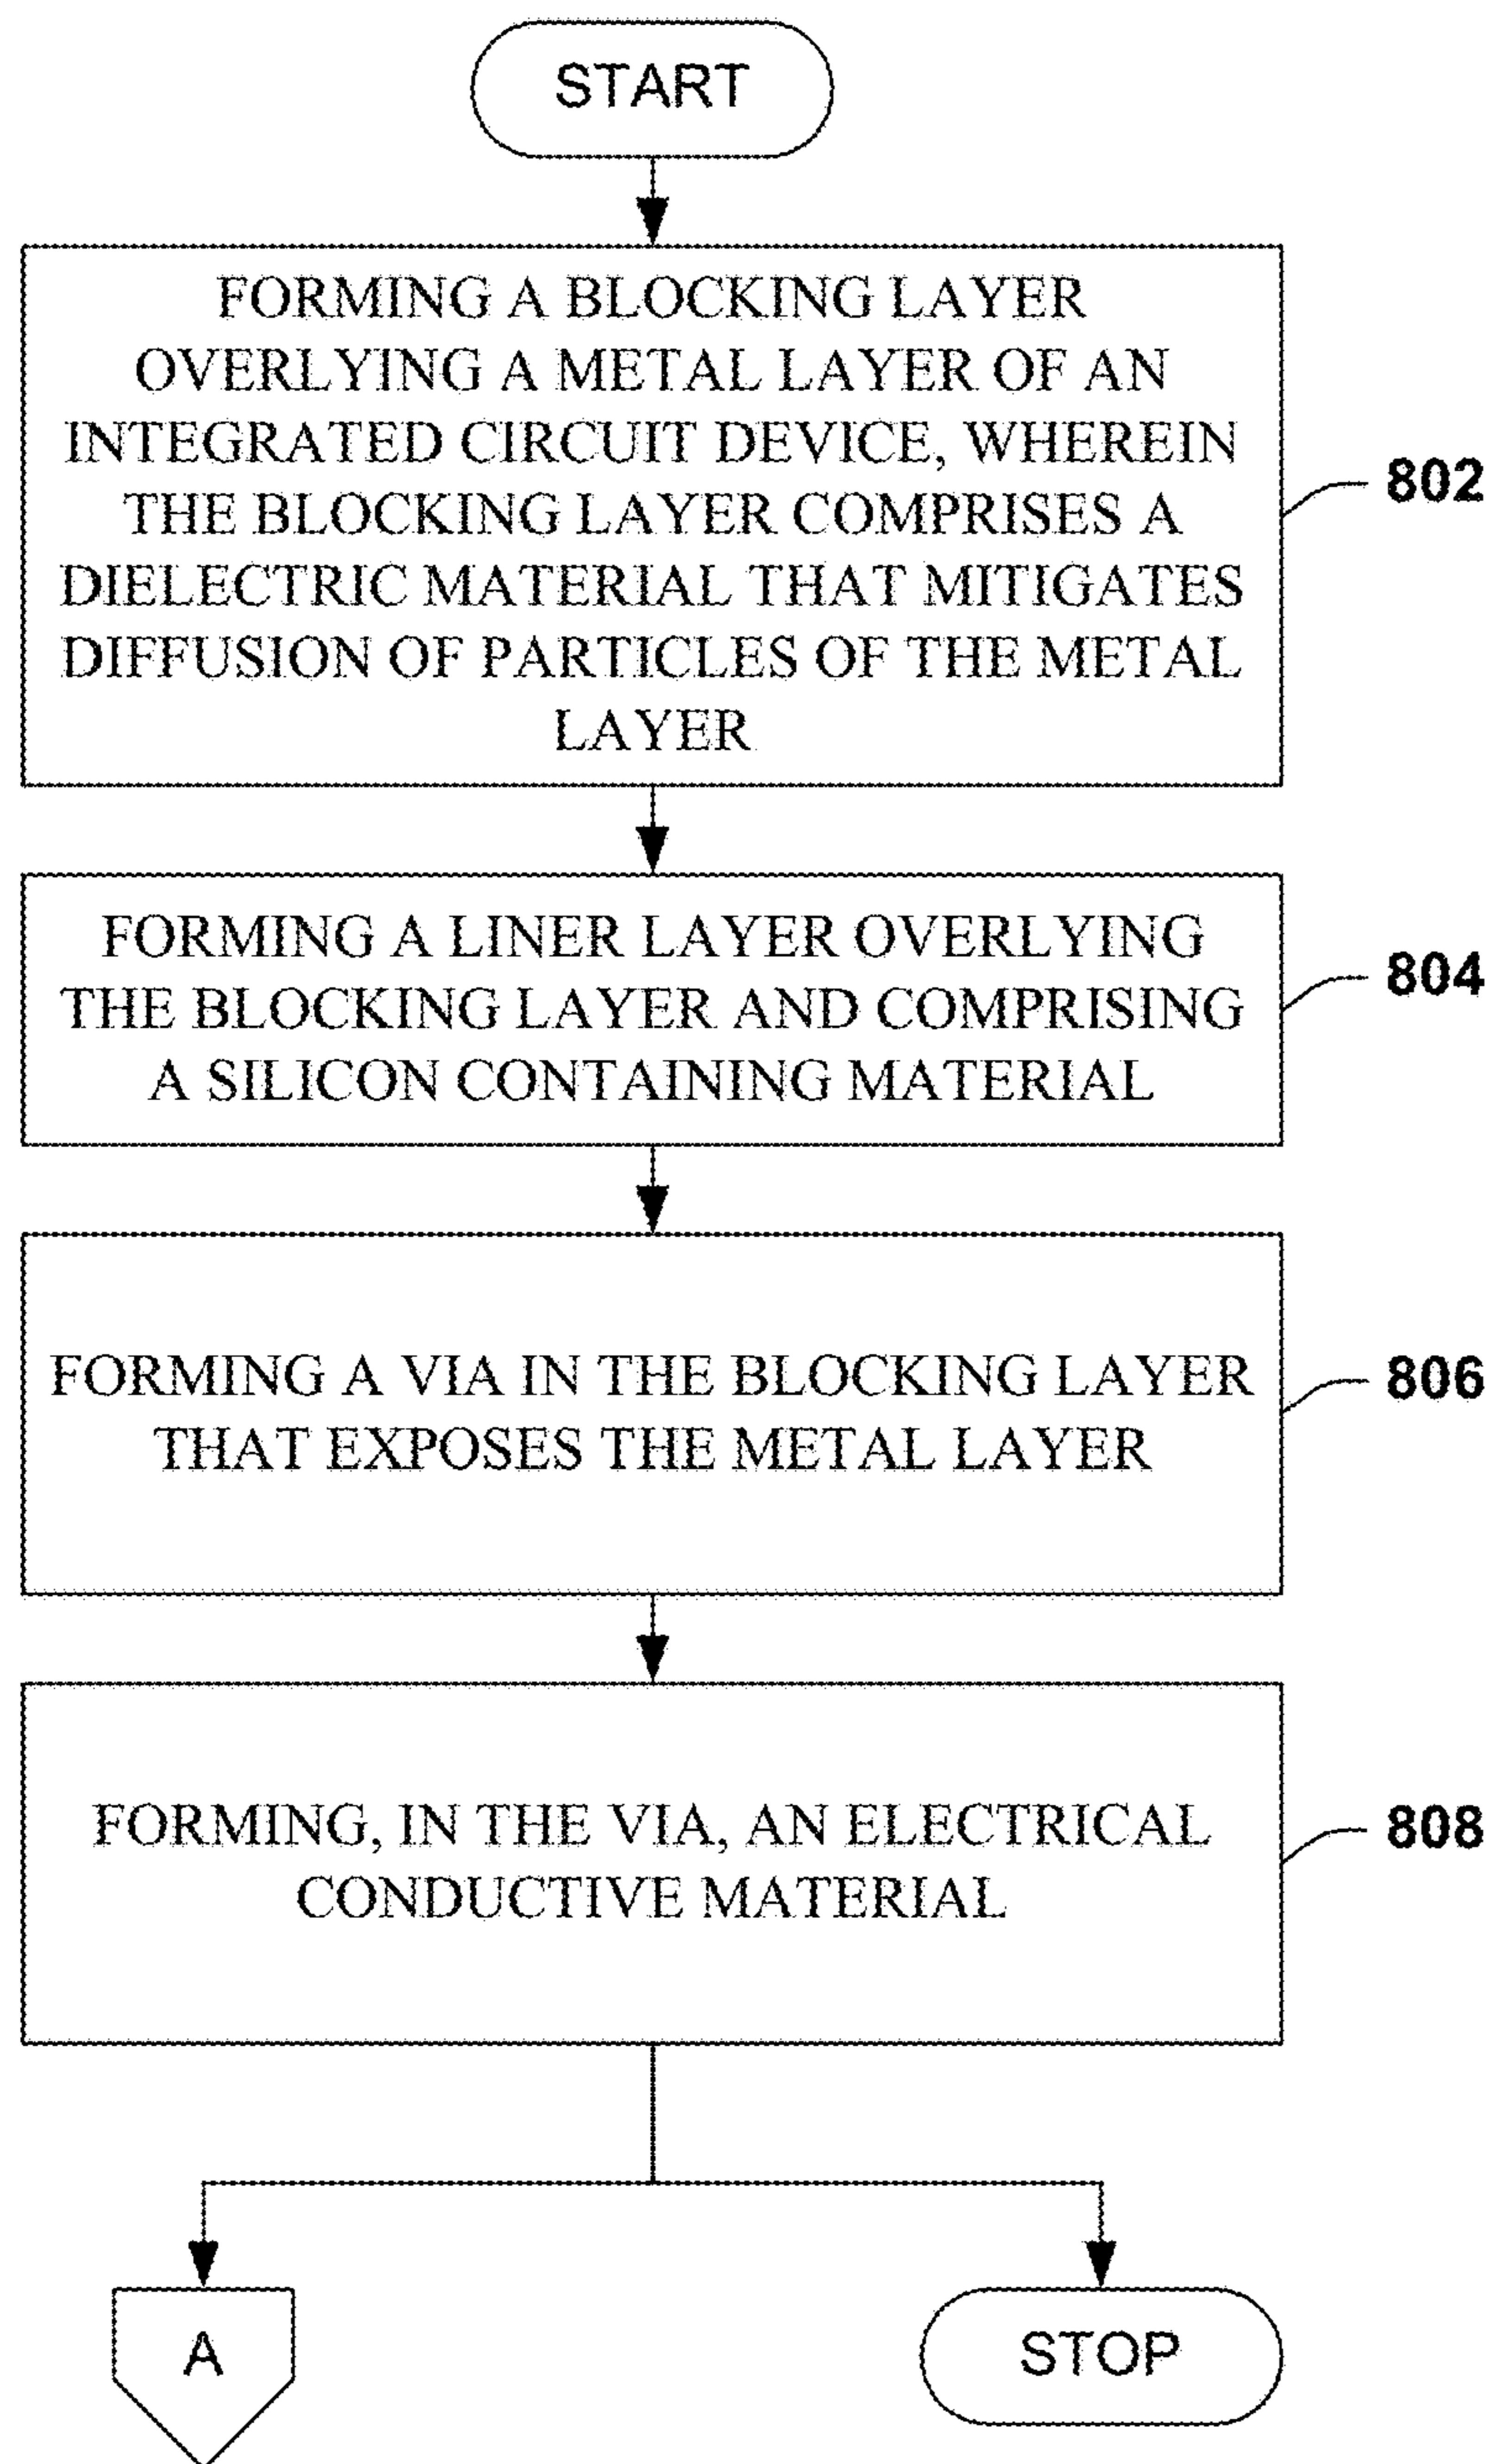 START
FORMING A BLOCKING LAYER
OVERLYING A METAL LAYER OF AN
INTEGRATED CIRCUIT DEVICE, WHEREIN
THE BLOCKING LAYER COMPRISES A
DIELECTRIC MATERIAL THAT MITIGATES
DIFFUSION OF PARTICLES OF THE METAL
LAYER
802
FORMING A LINER LAYER OVERLYING
THE BLOCKING LAYER AND COMPRISING
A SILICON CONTAINING MATERIAL
804
FORMING A VIA IN THE BLOCKING LAYER
THAT EXPOSES THE METAL LAYER
806
FORMING, IN THE VIA, AN ELECTRICAL
CONDUCTIVE MATERIAL
808
A
STOP